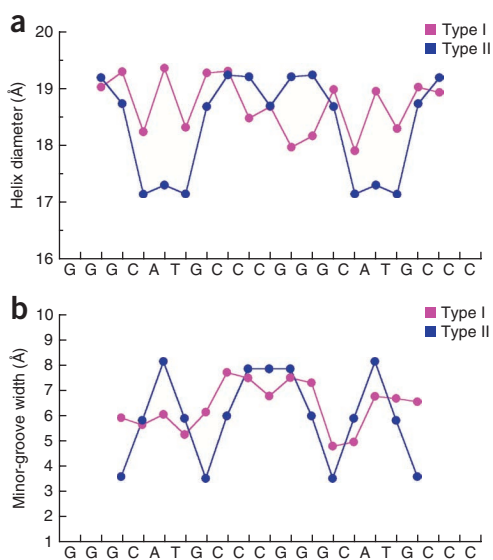 a
Type I
Type II
Helix diameter (Å)
20
19
18
17
16
G G G C A T G C C C G G G C A T G C C C
b
Type I
Type II
Minor-groove width (Å)
10
9
8
7
6
5
4
3
2
1
G G G C A T G C C C G G G C A T G C C C